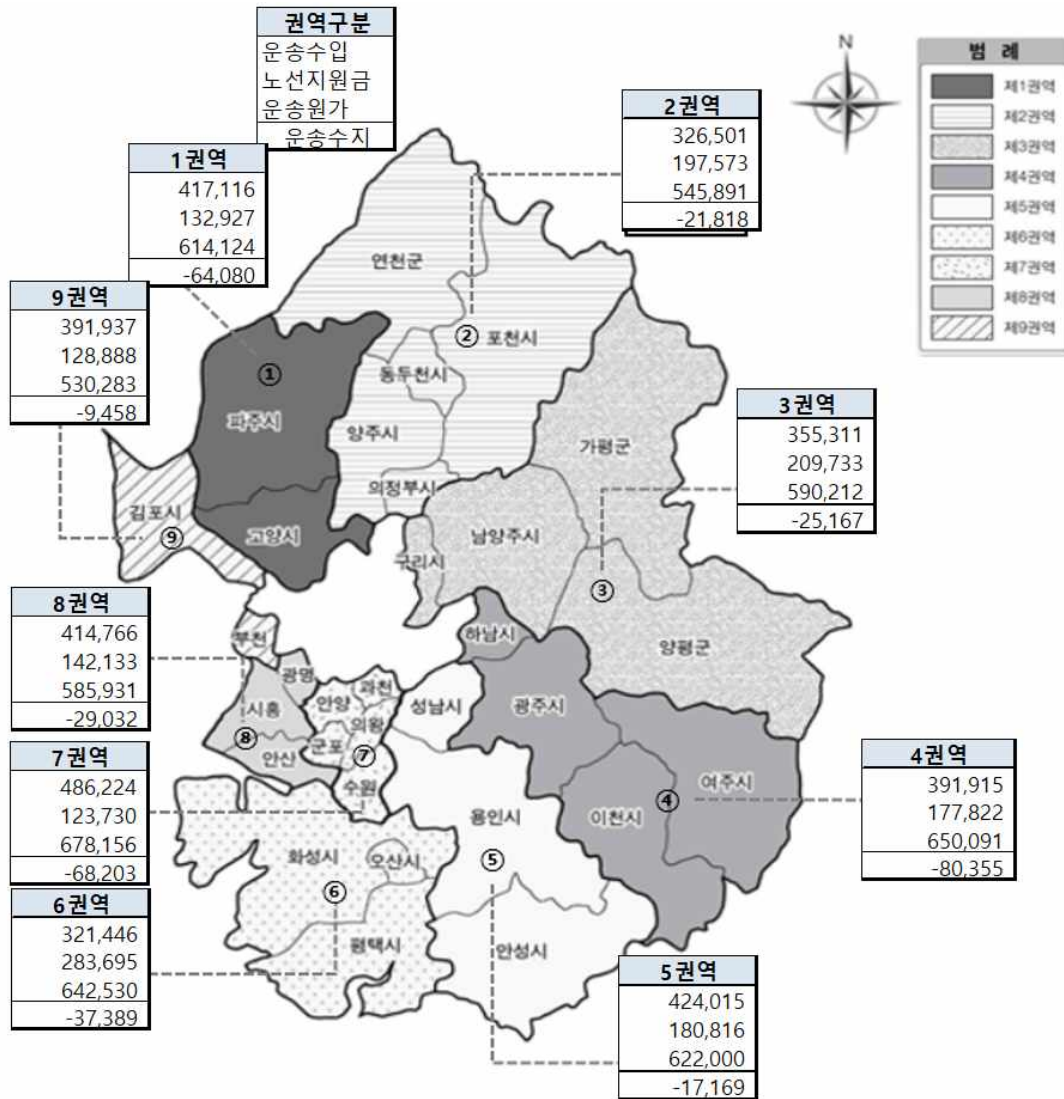 권역구분
운송수입
노선지원금
운송원가
운송수지
N
범 례
제1권역
제2권역
제3권역
제4권역
제5권역
제6권역
제7권역
제8권역
제9권역
2권역
326,501
197,573
545,891
-21,818
1권역
417,116
132,927
614,124
-64,080
9권역
391,937
128,888
530,283
-9,458
3권역
355,311
209,733
590,212
-25,167
8권역
414,766
142,133
585,931
-29,032
7권역
486,224
123,730
678,156
-68,203
4권역
391,915
177,822
650,091
-80,355
6권역
321,446
283,695
642,530
-37,389
5권역
424,015
180,816
622,000
-17,169
연천군
② 포천시
동두천시
①
파주시
양주시
가평군
의정부시
김포시
⑨
고양시
구리시
남양주시
③
하남시
양평군
부천
광명
과천
안양
성남시
광주시
시흥
의왕
⑧
안산
군포
⑦
수원
여주시
④
이천시
용인시
화성시
오산시
⑤
⑥
평택시
안성시